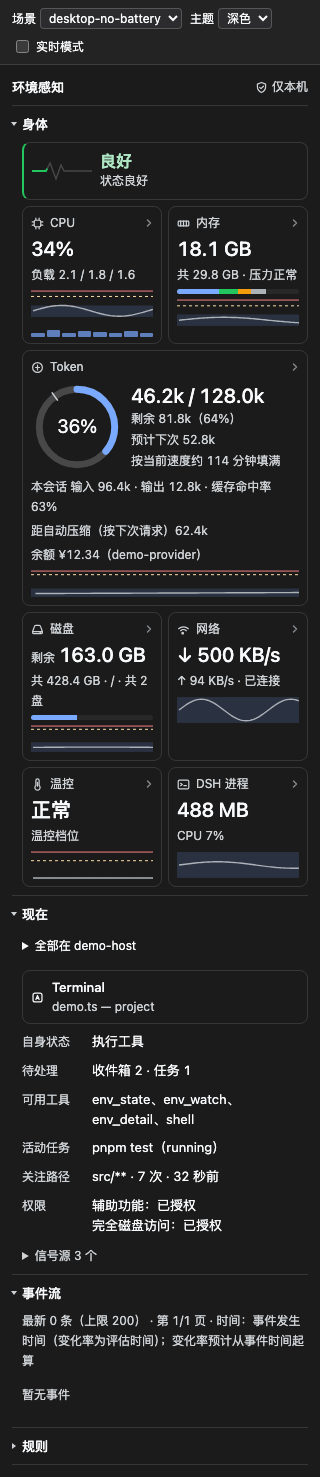 场景 desktop-no-battery 主题 深色
实时模式
环境感知 仅本机
身体
良好
状态良好
CPU
34%
负载 2.1 / 1.8 / 1.6
内存
18.1 GB
共 29.8 GB · 压力正常
Token
36%
46.2k / 128.0k
剩余 81.8k（64%）
预计下次 52.8k
按当前速度约 114 分钟填满
本会话 输入 96.4k · 输出 12.8k · 缓存命中率
63%
距自动压缩（按下次请求）62.4k
余额 ¥12.34（demo-provider）
磁盘
剩余 163.0 GB
共 428.4 GB · / · 共 2
盘
网络
↓ 500 KB/s
↑ 94 KB/s · 已连接
温控
正常
温控档位
DSH 进程
488 MB
CPU 7%
现在
全部在 demo-host
Terminal
demo.ts — project
自身状态 执行工具
待处理 收件箱 2 · 任务 1
可用工具 env_state、env_watch、
env_detail、shell
活动任务 pnpm test（running）
关注路径 src/** · 7 次 · 32 秒前
权限 辅助功能：已授权
完全磁盘访问：已授权
信号源 3 个
事件流
最新 0 条（上限 200） · 第 1/1 页 · 时间：事件发生
时间（变化率为评估时间）；变化率预计从事件时间起
算
暂无事件
规则